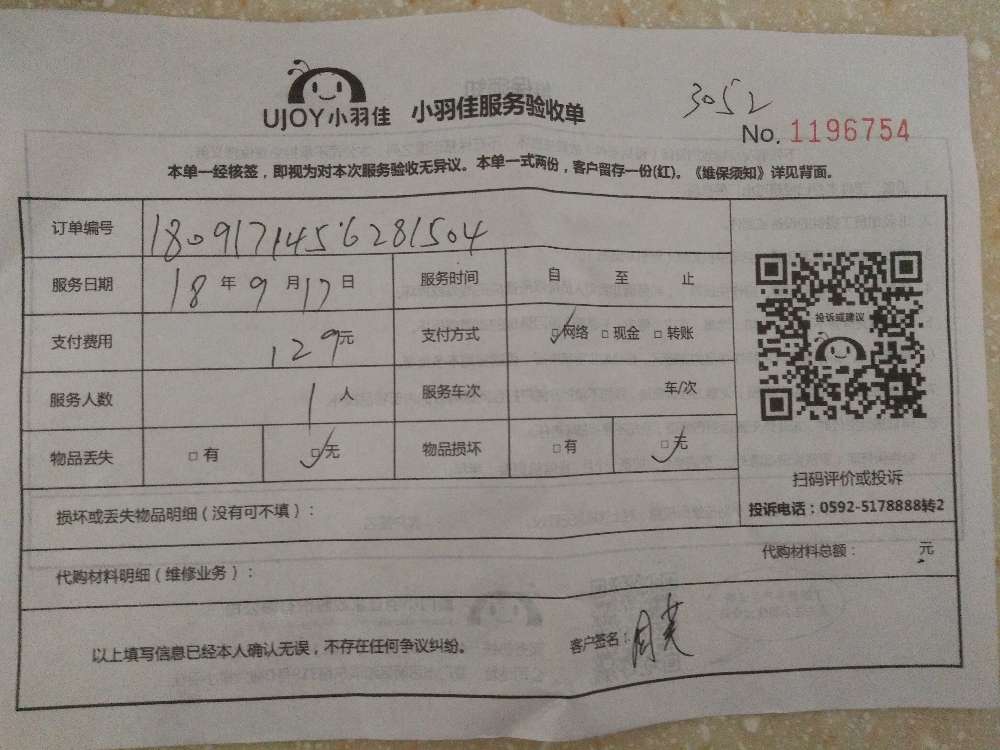 UJOY小羽佳 小羽佳服务验收单
3052
No. 1196754
本单一经核签，即视为对本次服务验收无异议。本单一式两份，客户留存一份(红)。《维保须知》详见背面。
订单编号 1809171456281504
服务日期 18年9月17日 服务时间 自 至 止
支付费用 129元 支付方式 □网络 □现金 □转账
服务人数 1人 服务车次 车/次
物品丢失 □有 □无 物品损坏 □有 □无
投诉或建议
扫码评价或投诉
投诉电话：0592-5178888转2
损坏或丢失物品明细（没有可不填）：
代购材料明细（维修业务）： 代购材料总额： 元
以上填写信息已经本人确认无误，不存在任何争议纠纷。 客户签名：